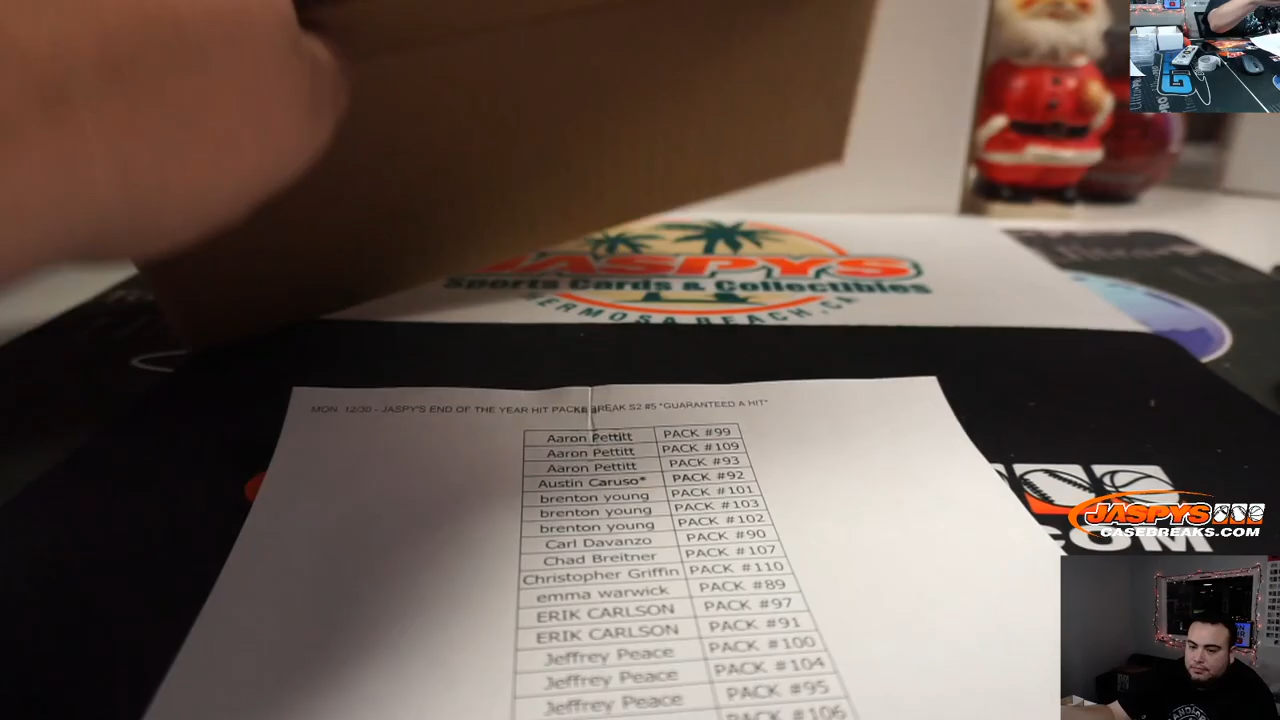 JASPYS
Sports Cards & Collectibles
HERMOSA BEACH, CA
MON 12/30 - JASPY'S END OF THE YEAR HIT PACKS BREAK S2 #5 "GUARANTEED A HIT"
Aaron Pettitt PACK #99
Aaron Pettitt PACK #109
Aaron Pettitt PACK #93
Austin Caruso* PACK #92
brenton young PACK #101
brenton young PACK #103
brenton young PACK #102
Carl Davanzo PACK #90
Chad Breitner PACK #107
Christopher Griffin PACK #110
emma warwick PACK #89
ERIK CARLSON PACK #97
ERIK CARLSON PACK #91
Jeffrey Peace PACK #100
Jeffrey Peace PACK #104
Jeffrey Peace PACK #95
PACK #106
JASPYS
CASEBREAKS.COM
.COM